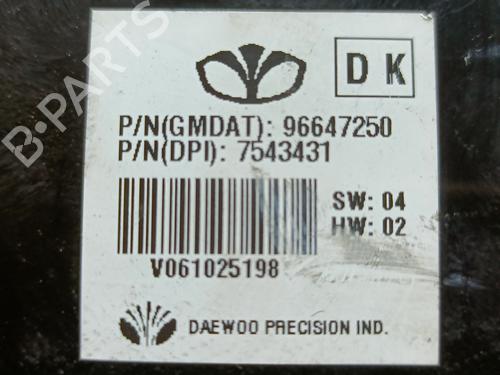 D K
P/N(GMDAT): 96647250
P/N(DPI): 7543431
SW: 04
HW: 02
V061025198
DAEWOO PRECISION IND.
B-PARTS